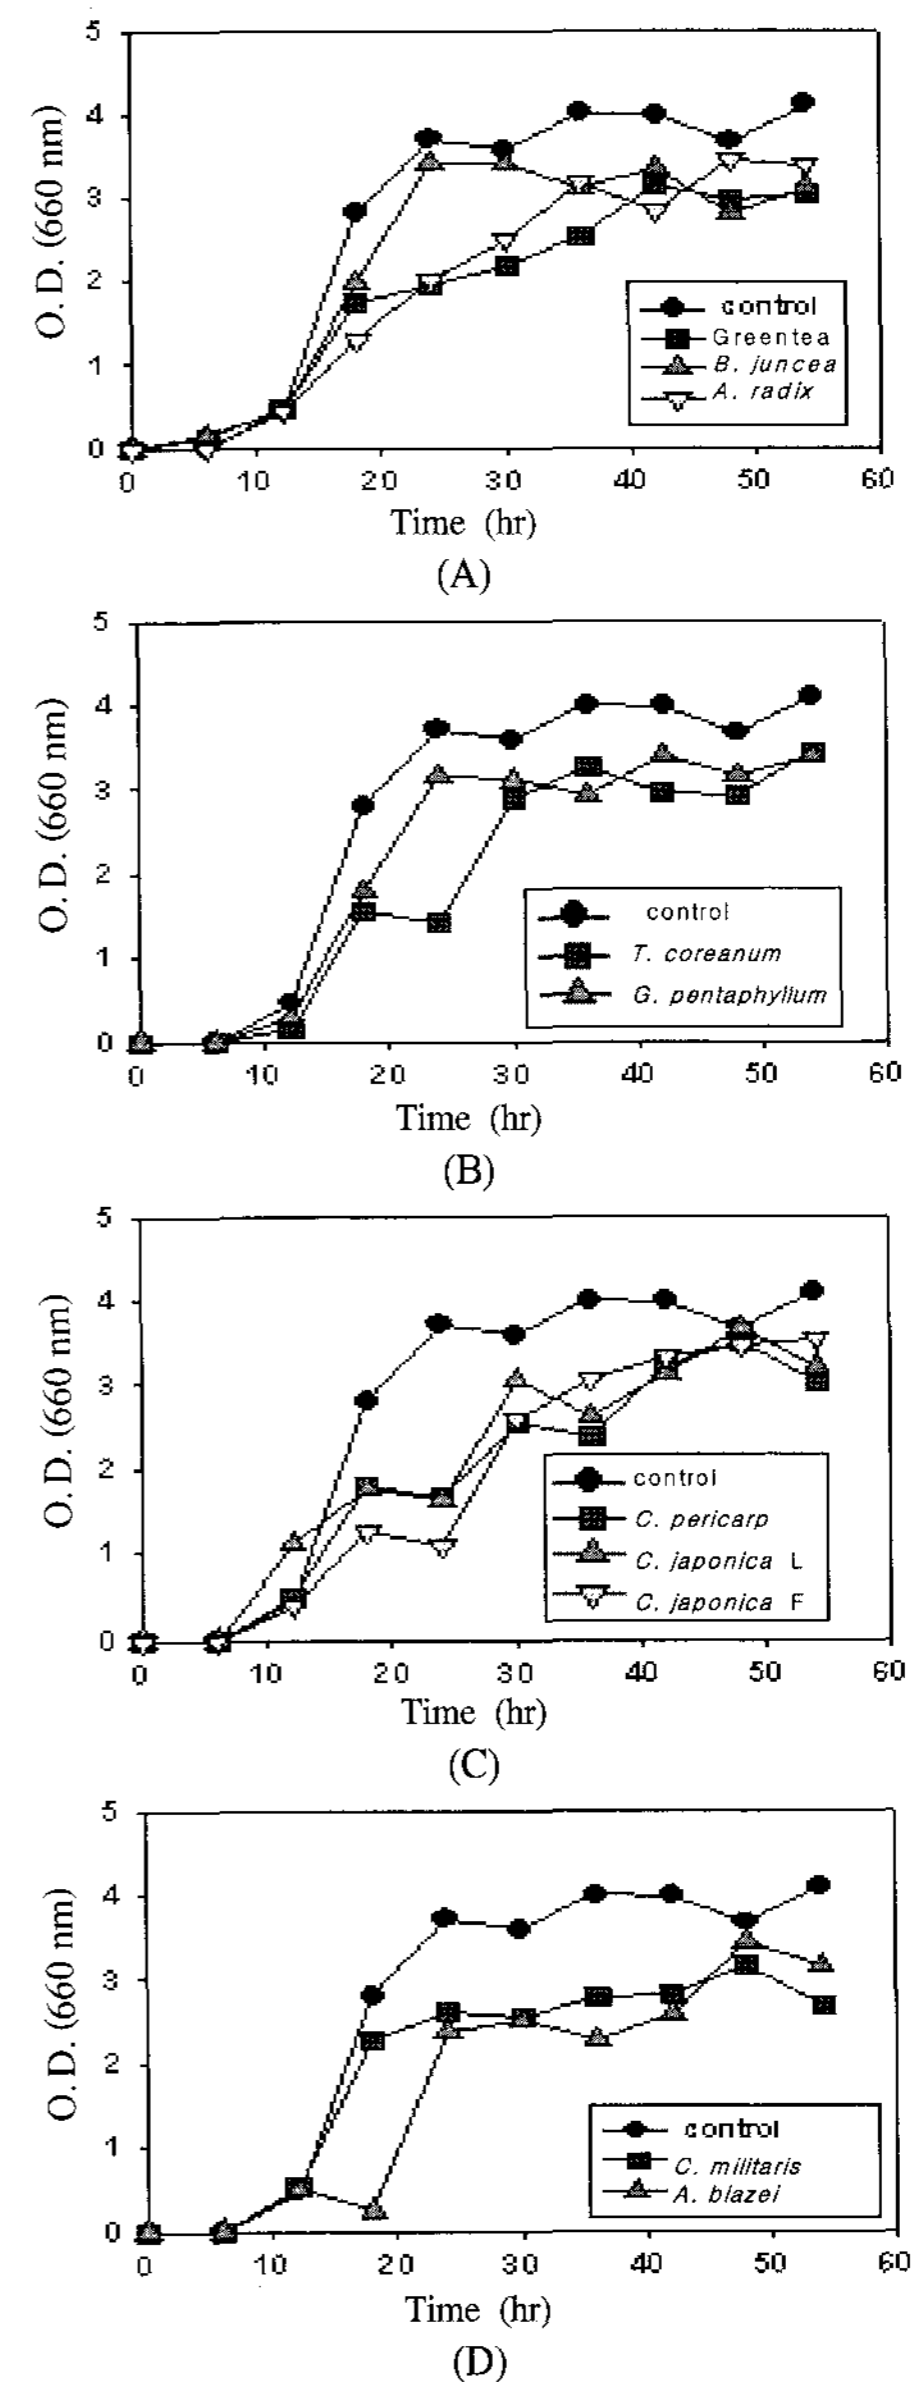 5
4
3
2
1
0
O.D. (660 nm)
control
Greentea
B. juncea
A. radix
0 10 20 30 40 50 60
Time (hr)
(A)
5
4
3
2
1
0
O.D. (660 nm)
control
T. coreanum
G. pentaphyllum
0 10 20 30 40 50 60
Time (hr)
(B)
5
4
3
2
1
0
O.D. (660 nm)
control
C. pericarp
C. japonica L
C. japonica F
0 10 20 30 40 50 60
Time (hr)
(C)
5
4
3
2
1
0
O.D. (660 nm)
control
C. militaris
A. blazei
0 10 20 30 40 50 60
Time (hr)
(D)